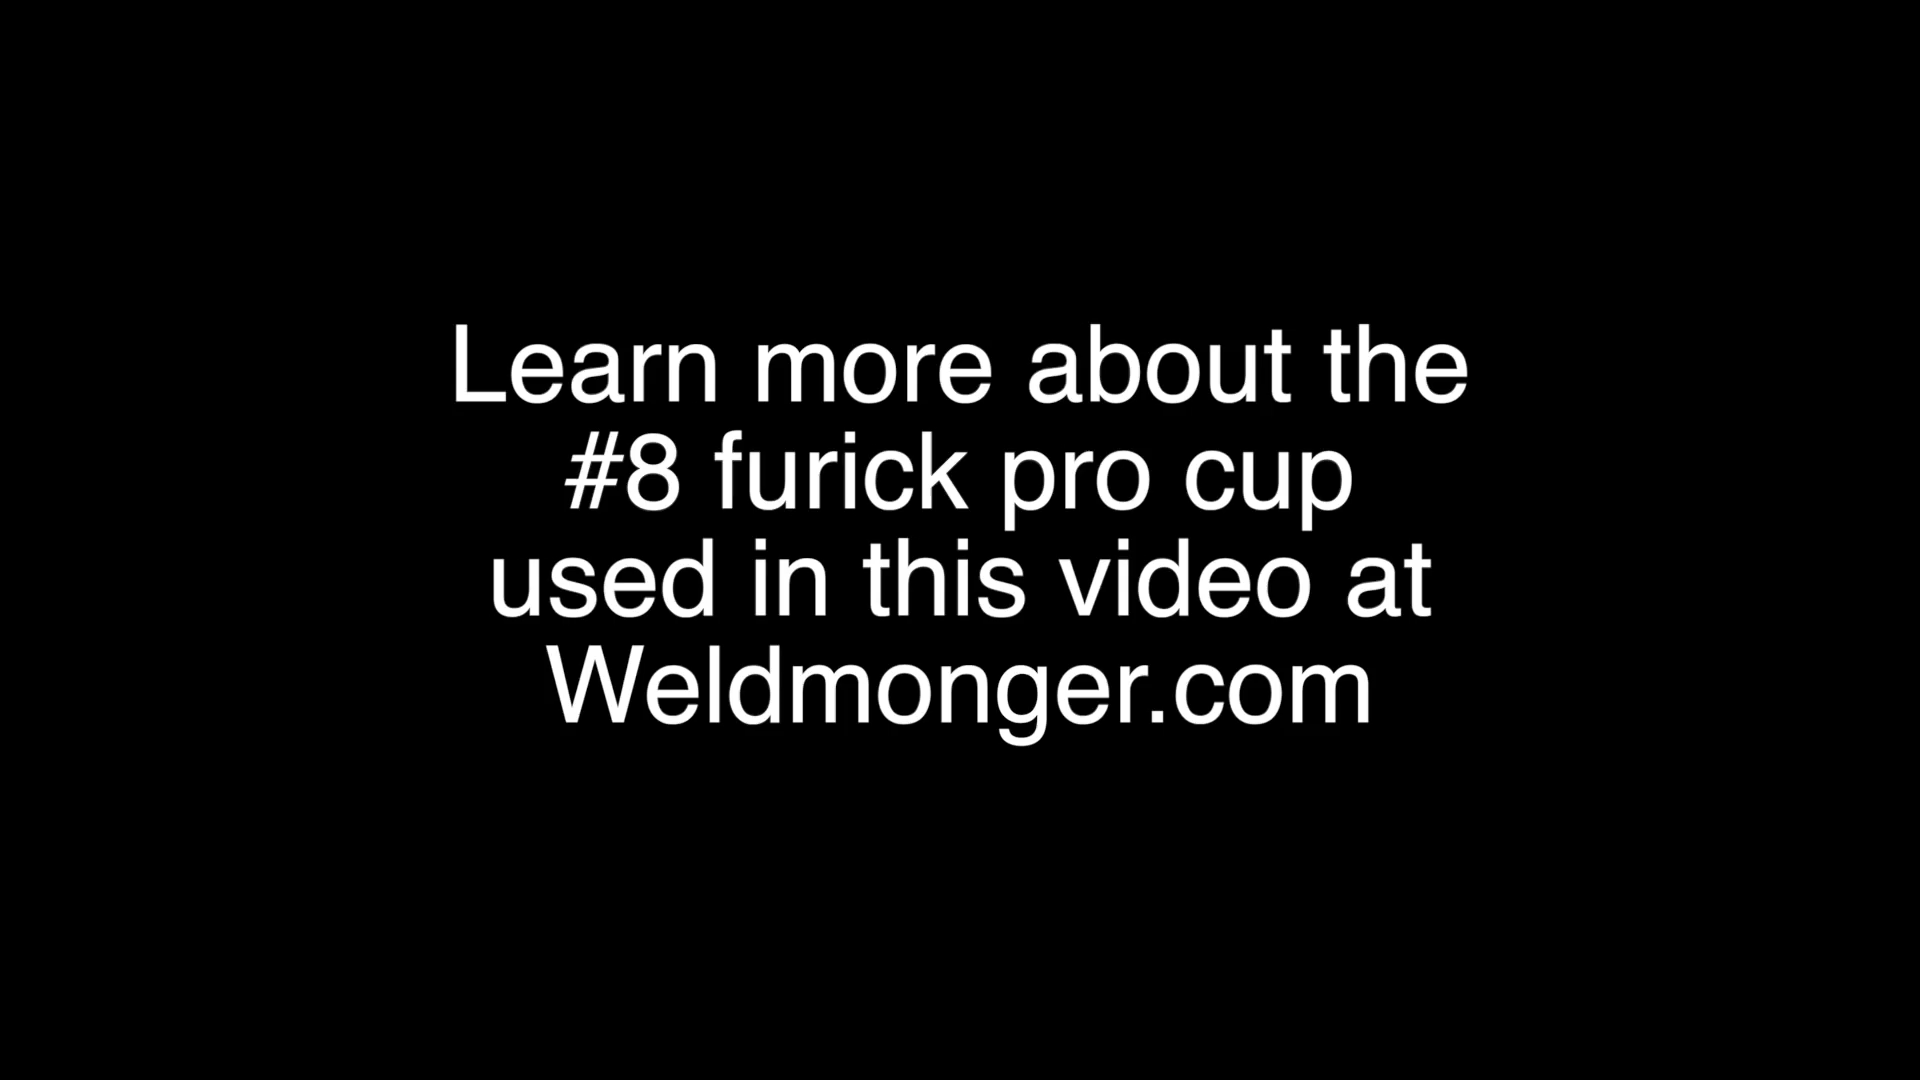 Learn more about the
#8 furick pro cup
used in this video at
Weldmonger.com